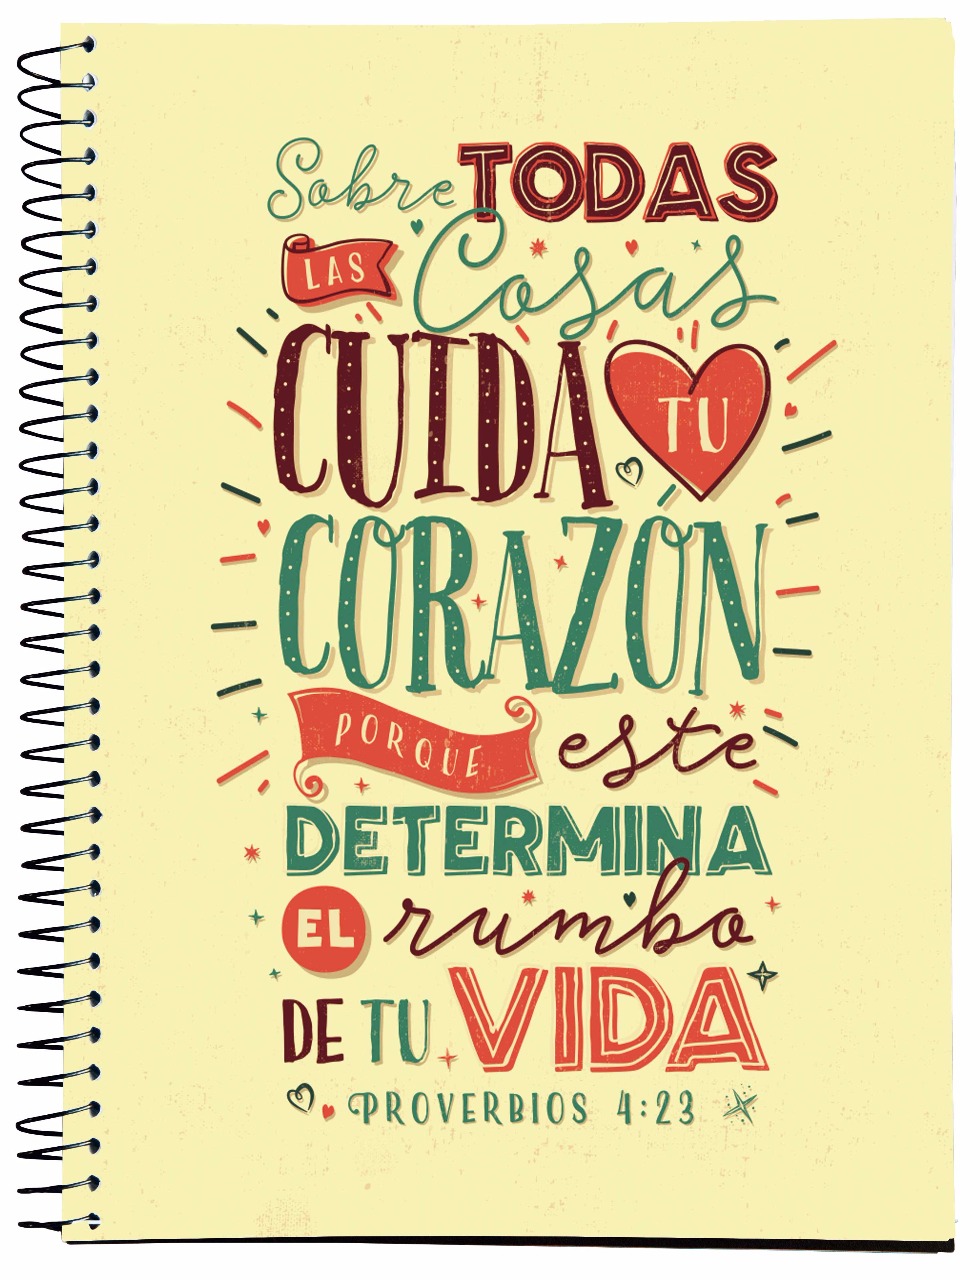 Sobre TODAS
LAS Cosas
CUIDA TU
CORAZÓN
PORQUE este
DETERMINA
EL rumbo
DE TU VIDA
PROVERBIOS 4:23